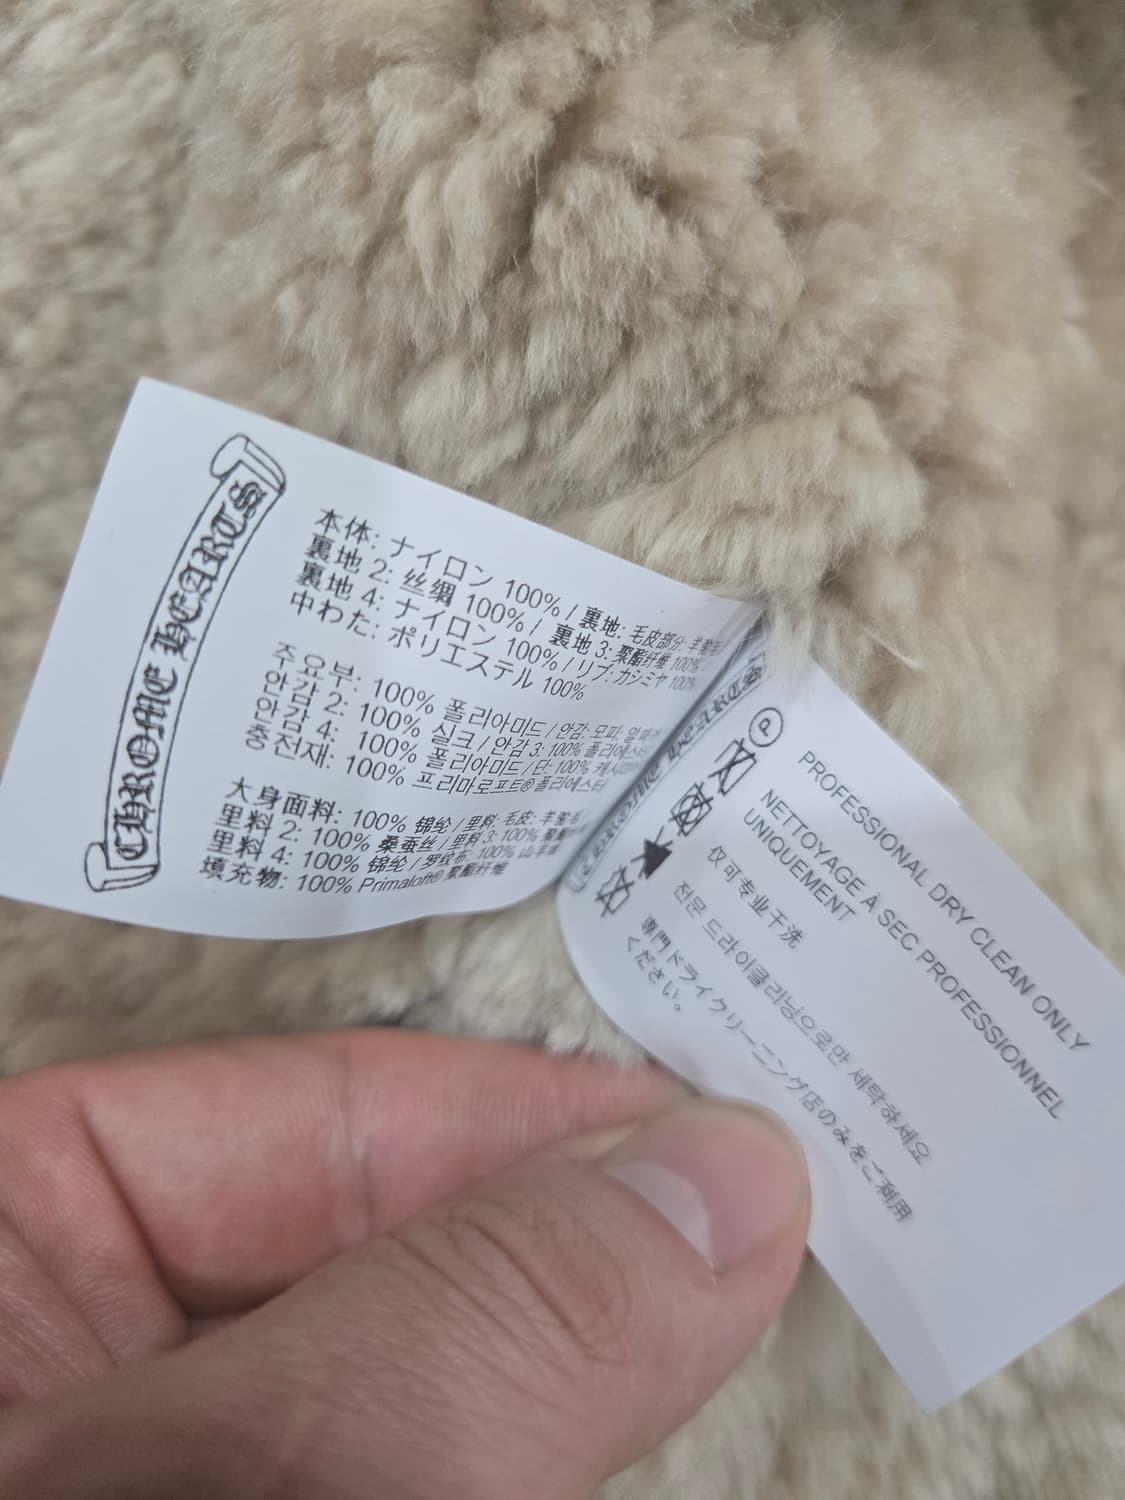 CHROME HEARTS
本体: ナイロン 100% / 裏地: 毛皮部分: 羊驼毛
裏地 2: 丝绸 100% / 裏地 3: 聚酯纤维 100%
裏地 4: ナイロン 100% / リブ: カシミヤ 100%
中わた: ポリエステル 100%
주요부: 100% 폴리아미드 / 안감: 모피:
안감 2: 100% 실크 / 안감 3: 100% 폴리에스터
안감 4: 100% 폴리아미드 / 단: 100%
충전재: 100% 프리마로프트® 폴리에스터
大身面料: 100% 锦纶 / 里料: 毛皮: 羊驼毛
里料 2: 100% 桑蚕丝 / 里料 3: 100%
里料 4: 100% 锦纶 / 罗纹布: 100% 山羊绒
填充物: 100% Primaloft® 聚酯纤维
P
PROFESSIONAL DRY CLEAN ONLY
NETTOYAGE À SEC PROFESSIONNEL
UNIQUEMENT
仅可专业干洗
전문 드라이클리닝으로만 세탁하세요
専門ドライクリーニング店のみをご利用
ください。